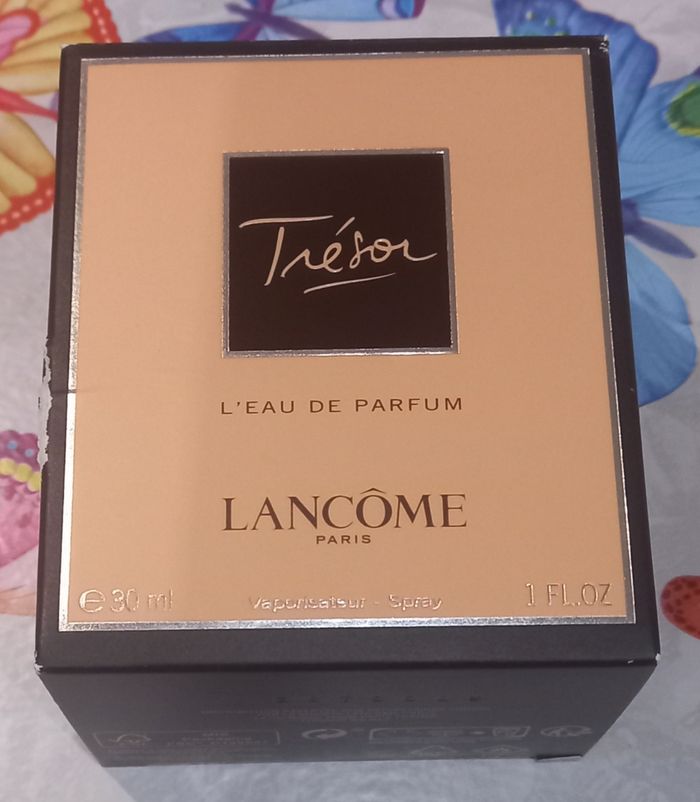 Trésor
L'EAU DE PARFUM
LANCÔME
PARIS
e 30 ml Vaporisateur - Spray 1 FL.OZ